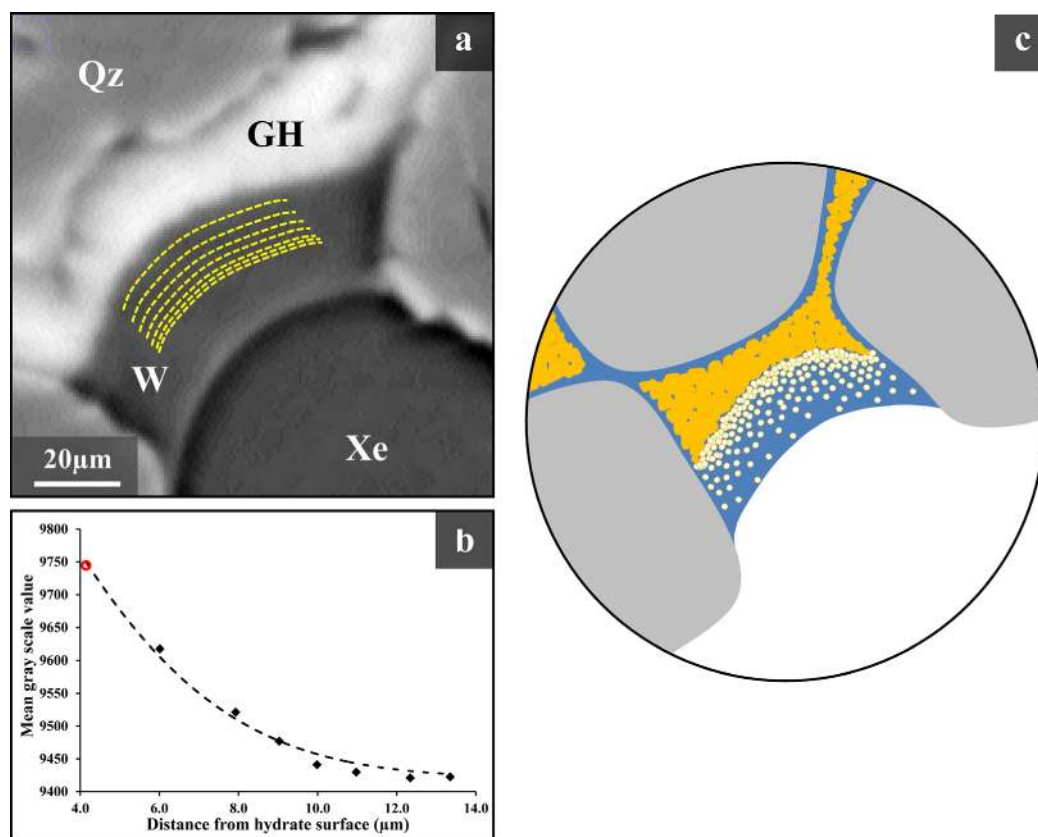 a
Qz
GH
W
Xe
20μm
b
9800
9750
9700
9650
9600
9550
9500
9450
9400
Mean gray scale value
4.0 6.0 8.0 10.0 12.0 14.0
Distance from hydrate surface (μm)
c